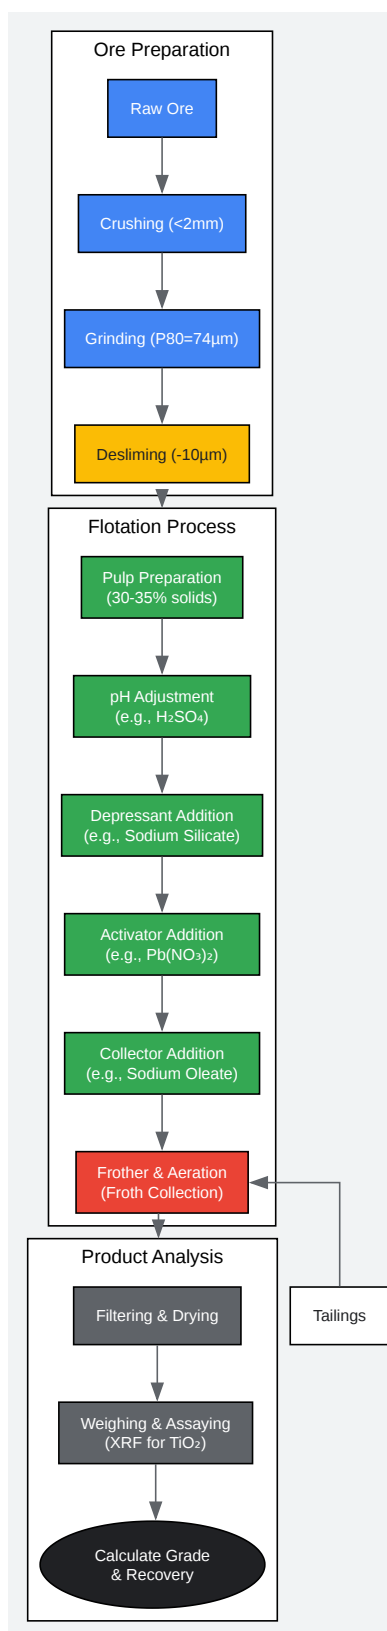 Ore Preparation
Raw Ore
Crushing (<2mm)
Grinding (P80=74μm)
Desliming (-10μm)
Flotation Process
Pulp Preparation
(30-35% solids)
pH Adjustment
(e.g., H₂SO₄)
Depressant Addition
(e.g., Sodium Silicate)
Activator Addition
(e.g., Pb(NO₃)₂)
Collector Addition
(e.g., Sodium Oleate)
Frother & Aeration
(Froth Collection)
Product Analysis
Filtering & Drying
Tailings
Weighing & Assaying
(XRF for TiO₂)
Calculate Grade
& Recovery